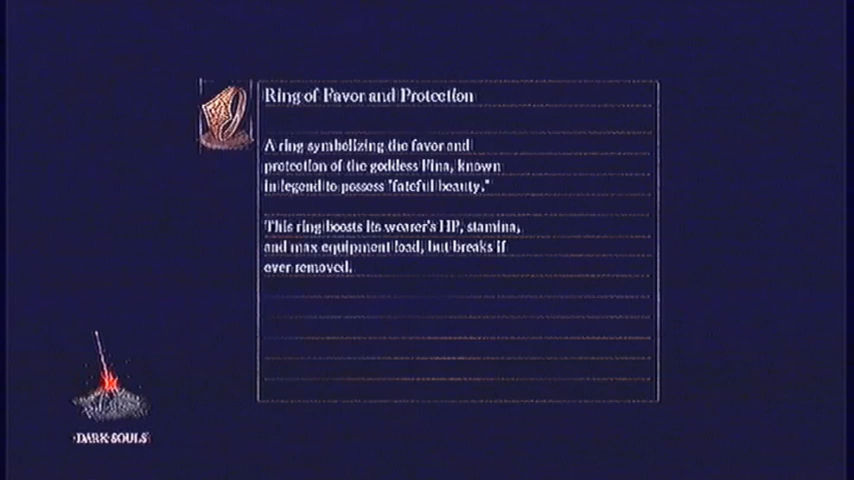 Ring of Favor and Protection
A ring symbolizing the favor and
protection of the goddess Fina, known
in legend to possess "fateful beauty."
This ring boosts its wearer's HP, stamina,
and max equipment load, but breaks if
ever removed.
·DARK SOULS·